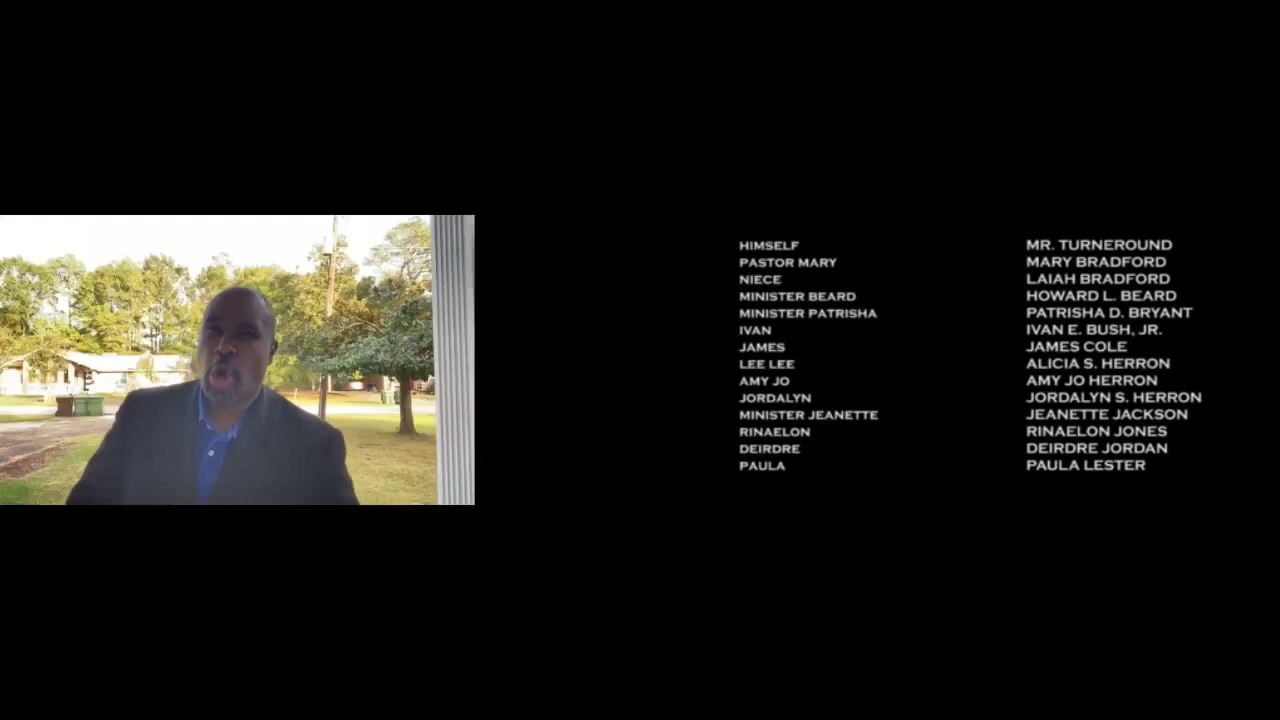 HIMSELF MR. TURNEROUND
PASTOR MARY MARY BRADFORD
NIECE LAIAH BRADFORD
MINISTER BEARD HOWARD L. BEARD
MINISTER PATRISHA PATRISHA D. BRYANT
IVAN IVAN E. BUSH, JR.
JAMES JAMES COLE
LEE LEE ALICIA S. HERRON
AMY JO AMY JO HERRON
JORDALYN JORDALYN S. HERRON
MINISTER JEANETTE JEANETTE JACKSON
RINAELON RINAELON JONES
DEIRDRE DEIRDRE JORDAN
PAULA PAULA LESTER